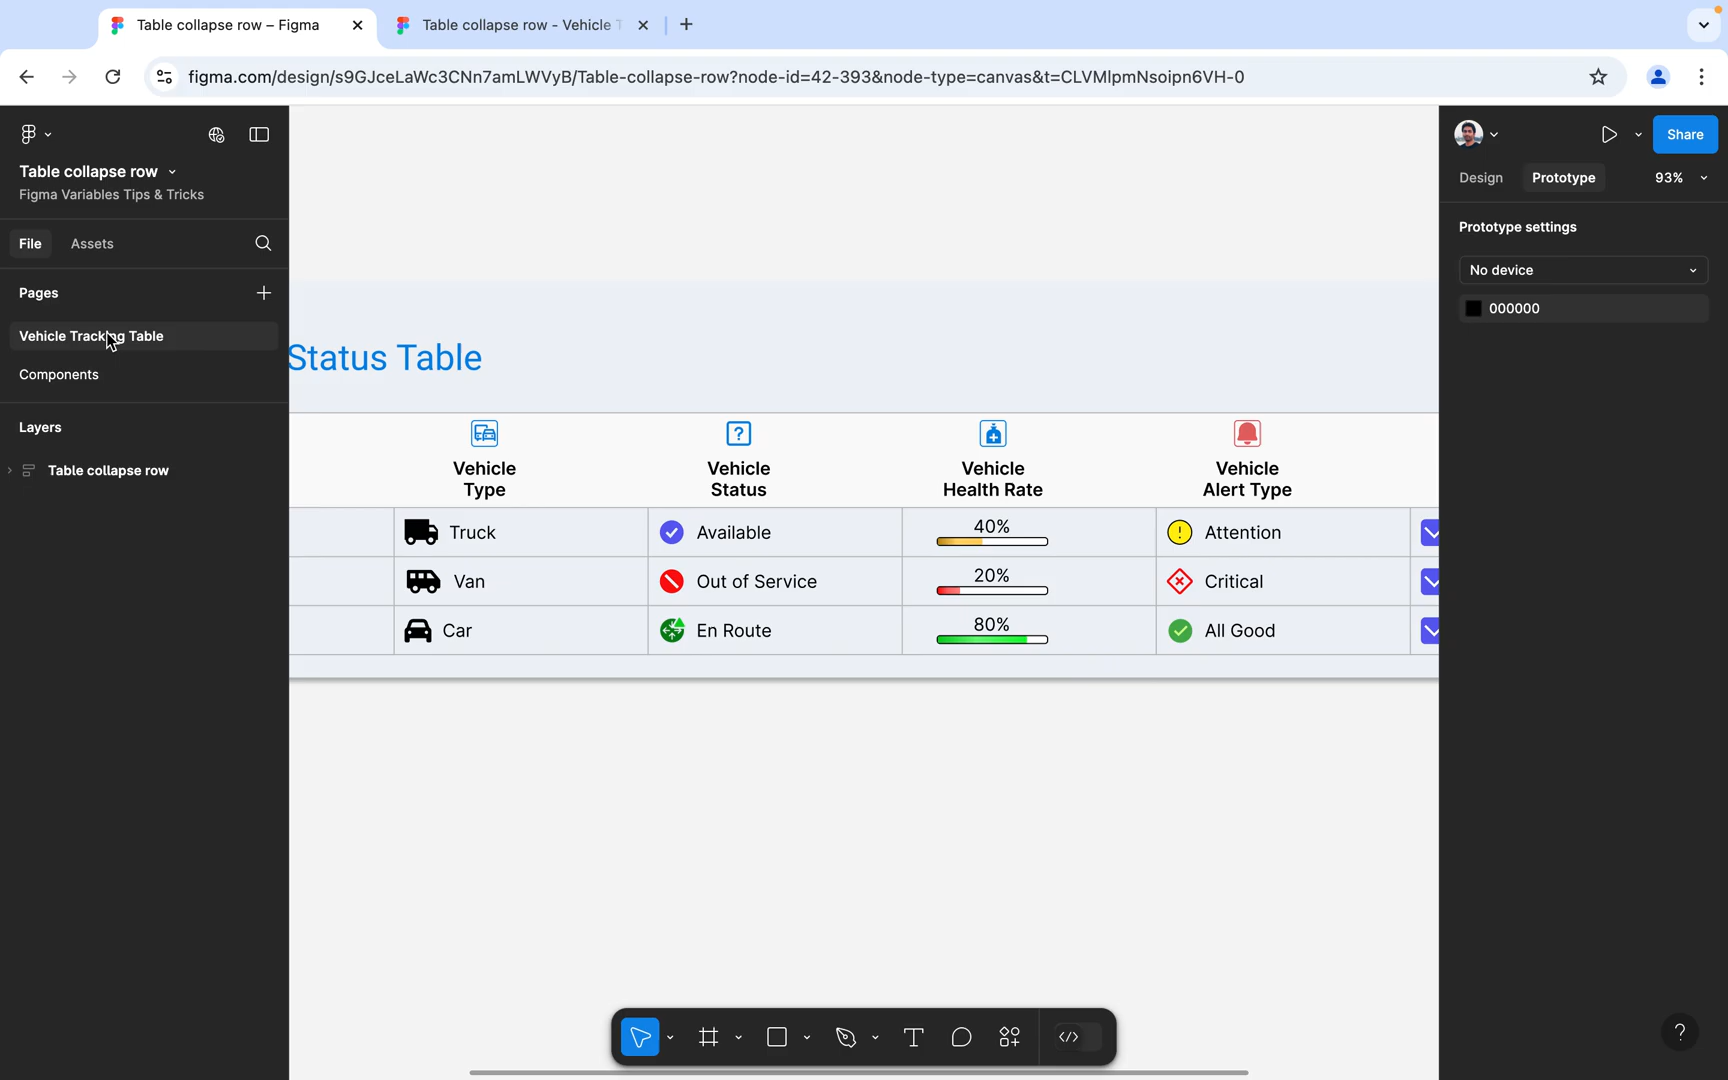 Table collapse row – Figma
Table collapse row - Vehicle
figma.com/design/s9GJceLaWc3CNn7amLWVyB/Table-collapse-row?node-id=42-393&node-type=canvas&t=CLVMlpmNsoipn6VH-0
Table collapse row
Figma Variables Tips & Tricks
File Assets
Pages
Vehicle Tracking Table
Components
Layers
Table collapse row
Status Table
Vehicle
Type
Vehicle
Status
Vehicle
Health Rate
Vehicle
Alert Type
Truck Available 40% Attention
Van Out of Service 20% Critical
Car En Route 80% All Good
Share
Design Prototype 93%
Prototype settings
No device
000000